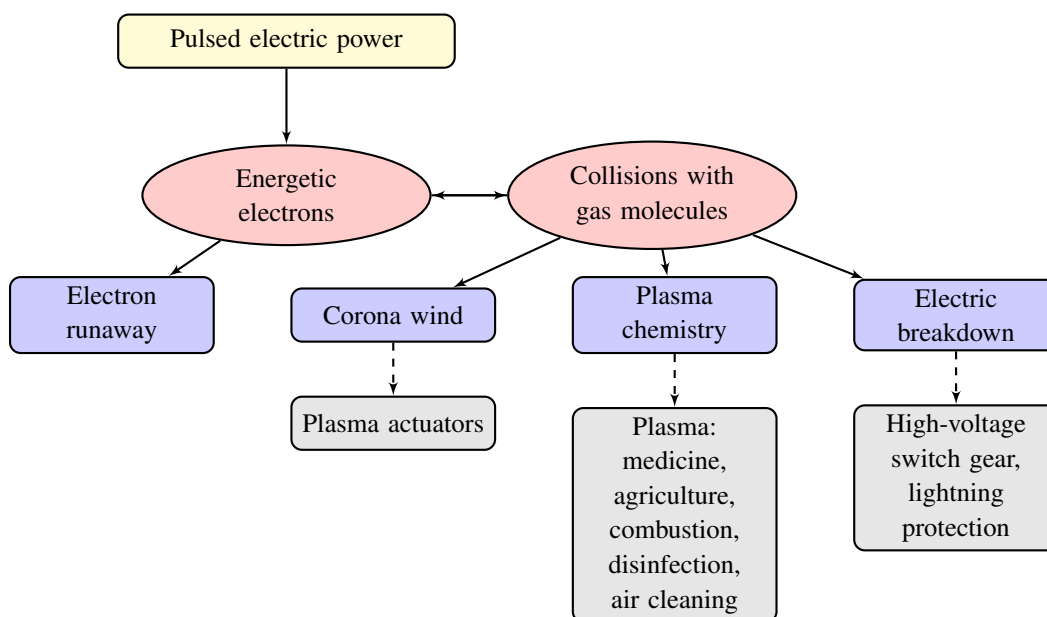 Pulsed electric power
Energetic
electrons
Collisions with
gas molecules
Electron
runaway
Corona wind
Plasma
chemistry
Electric
breakdown
Plasma actuators
Plasma:
medicine,
agriculture,
combustion,
disinfection,
air cleaning
High-voltage
switch gear,
lightning
protection